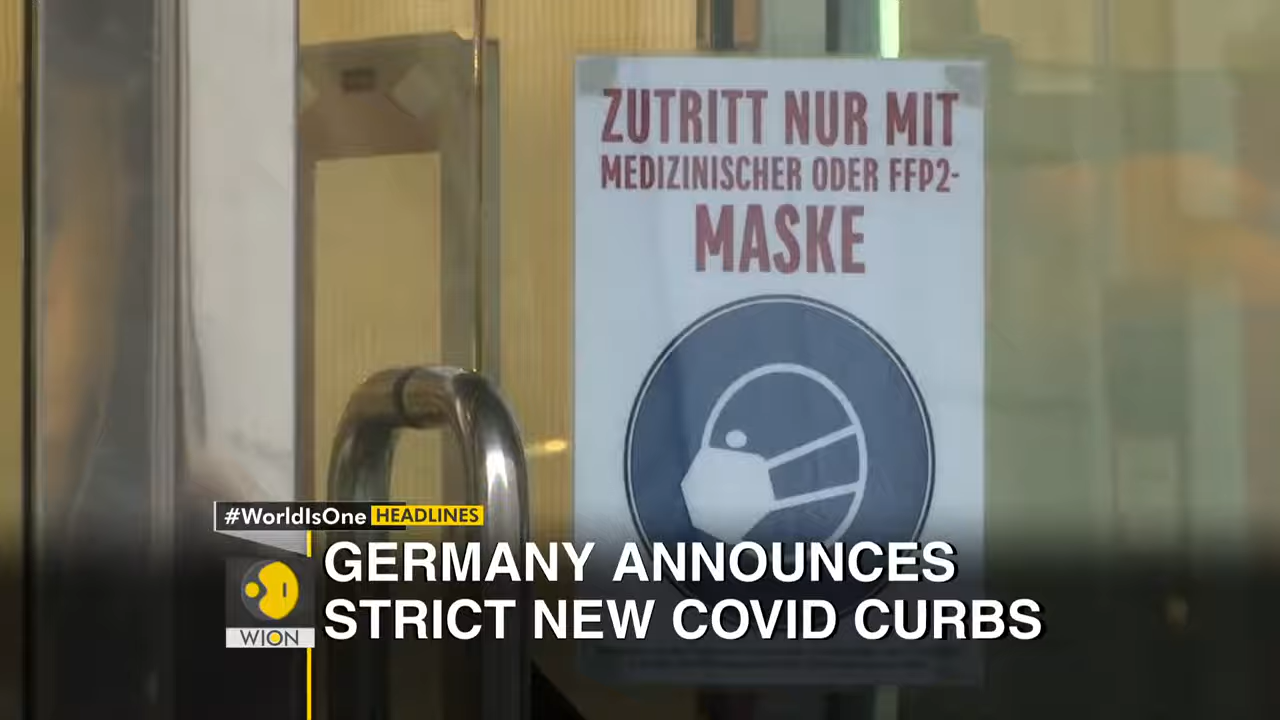 ZUTRITT NUR MIT
MEDIZINISCHER ODER FFP2-
MASKE
#WorldIsOne HEADLINES
GERMANY ANNOUNCES
STRICT NEW COVID CURBS
WION